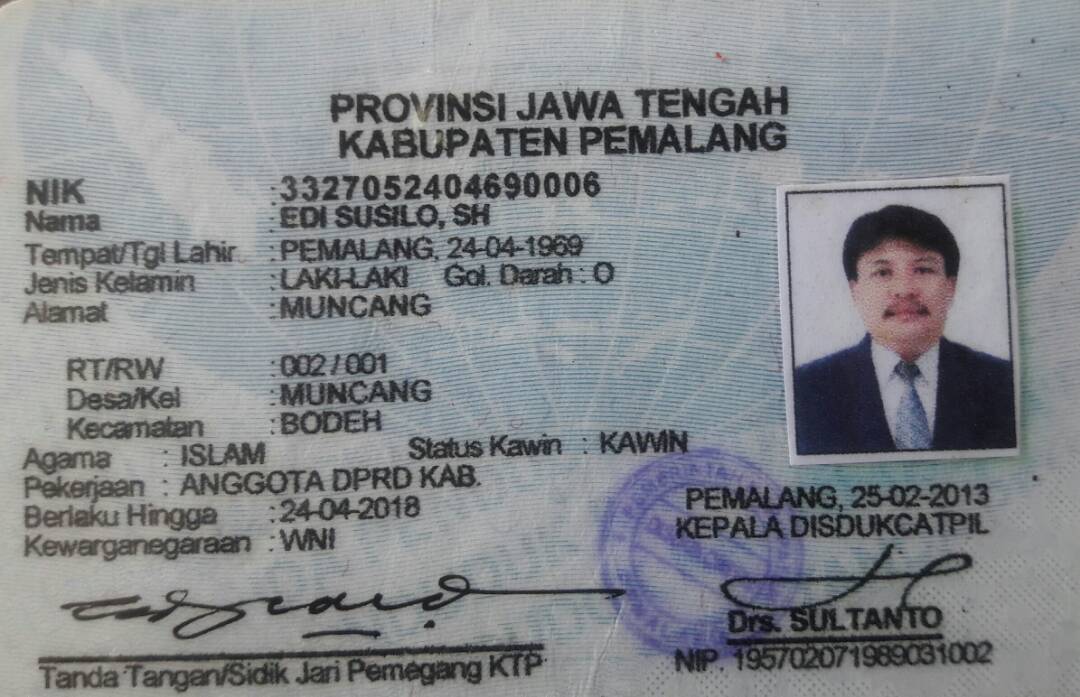 PROVINSI JAWA TENGAH
KABUPATEN PEMALANG
NIK : 3327052404690006
Nama : EDI SUSILO, SH
Tempat/Tgl Lahir : PEMALANG, 24-04-1969
Jenis Kelamin : LAKI-LAKI Gol. Darah : O
Alamat : MUNCANG
RT/RW : 002 / 001
Desa/Kel : MUNCANG
Kecamatan : BODEH
Agama : ISLAM Status Kawin : KAWIN
Pekerjaan : ANGGOTA DPRD KAB.
Berlaku Hingga : 24-04-2018
Kewarganegaraan : WNI
PEMALANG, 25-02-2013
KEPALA DISDUKCATPIL
Drs. SULTANTO
NIP. 195702071989031002
Tanda Tangan/Sidik Jari Pemegang KTP